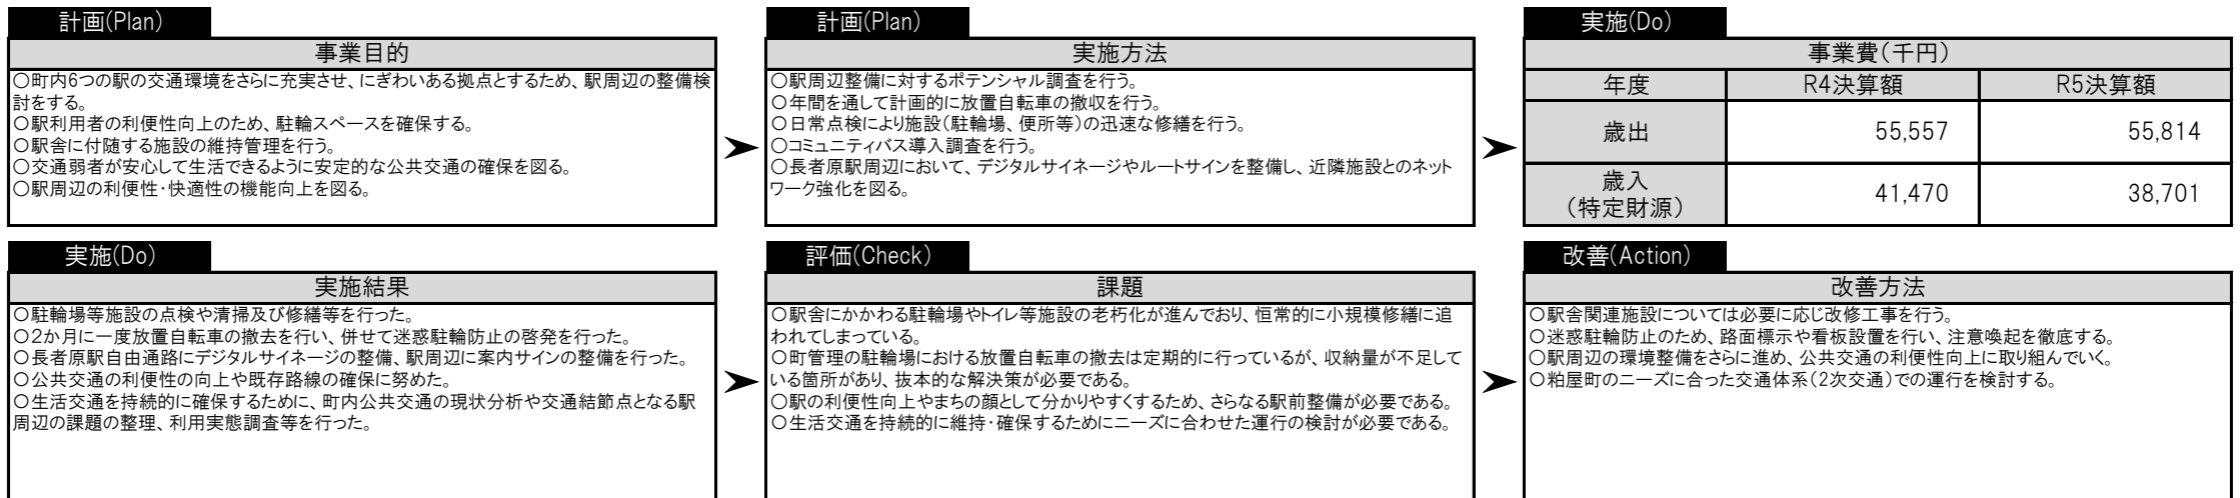 計画(Plan)
事業目的
○町内6つの駅の交通環境をさらに充実させ、にぎわいある拠点とするため、駅周辺の整備検
討をする。
○駅利用者の利便性向上のため、駐輪スペースを確保する。
○駅舎に付随する施設の維持管理を行う。
○交通弱者が安心して生活できるように安定的な公共交通の確保を図る。
○駅周辺の利便性・快適性の機能向上を図る。
計画(Plan)
実施方法
○駅周辺整備に対するポテンシャル調査を行う。
○年間を通して計画的に放置自転車の撤収を行う。
○日常点検により施設(駐輪場、便所等)の迅速な修繕を行う。
○コミュニティバス導入調査を行う。
○長者原駅周辺において、デジタルサイネージやルートサインを整備し、近隣施設とのネット
ワーク強化を図る。
実施(Do)
事業費(千円)
年度 R4決算額 R5決算額
歳出 55,557 55,814
歳入
(特定財源) 41,470 38,701
実施(Do)
実施結果
○駐輪場等施設の点検や清掃及び修繕等を行った。
○2か月に一度放置自転車の撤去を行い、併せて迷惑駐輪防止の啓発を行った。
○長者原駅自由通路にデジタルサイネージの整備、駅周辺に案内サインの整備を行った。
○公共交通の利便性の向上や既存路線の確保に努めた。
○生活交通を持続的に確保するために、町内公共交通の現状分析や交通結節点となる駅
周辺の課題の整理、利用実態調査等を行った。
評価(Check)
課題
○駅舎にかかわる駐輪場やトイレ等施設の老朽化が進んでおり、恒常的に小規模修繕に追
われてしまっている。
○町管理の駐輪場における放置自転車の撤去は定期的に行っているが、収納量が不足して
いる箇所があり、抜本的な解決策が必要である。
○駅の利便性向上やまちの顔として分かりやすくするため、さらなる駅前整備が必要である。
○生活交通を持続的に維持・確保するためにニーズに合わせた運行の検討が必要である。
改善(Action)
改善方法
○駅舎関連施設については必要に応じ改修工事を行う。
○迷惑駐輪防止のため、路面標示や看板設置を行い、注意喚起を徹底する。
○駅周辺の環境整備をさらに進め、公共交通の利便性向上に取り組んでいく。
○粕屋町のニーズに合った交通体系(2次交通)での運行を検討する。